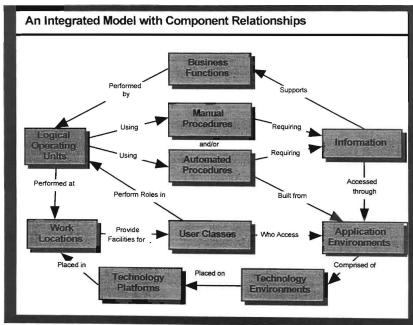 An Integrated Model with Component Relationships
Business
Functions
Performed
by
Supports
Manual
Procedures
Using
Requiring
Logical
Operating
Units
and/or
Information
Using
Automated
Procedures
Requiring
Performed at
Perform Roles in
Built from
Accessed
through
Work
Locations
Provide
Facilities for
User Classes
Who Access
Application
Environments
Placed in
Technology
Platforms
Placed on
Technology
Environments
Comprised of